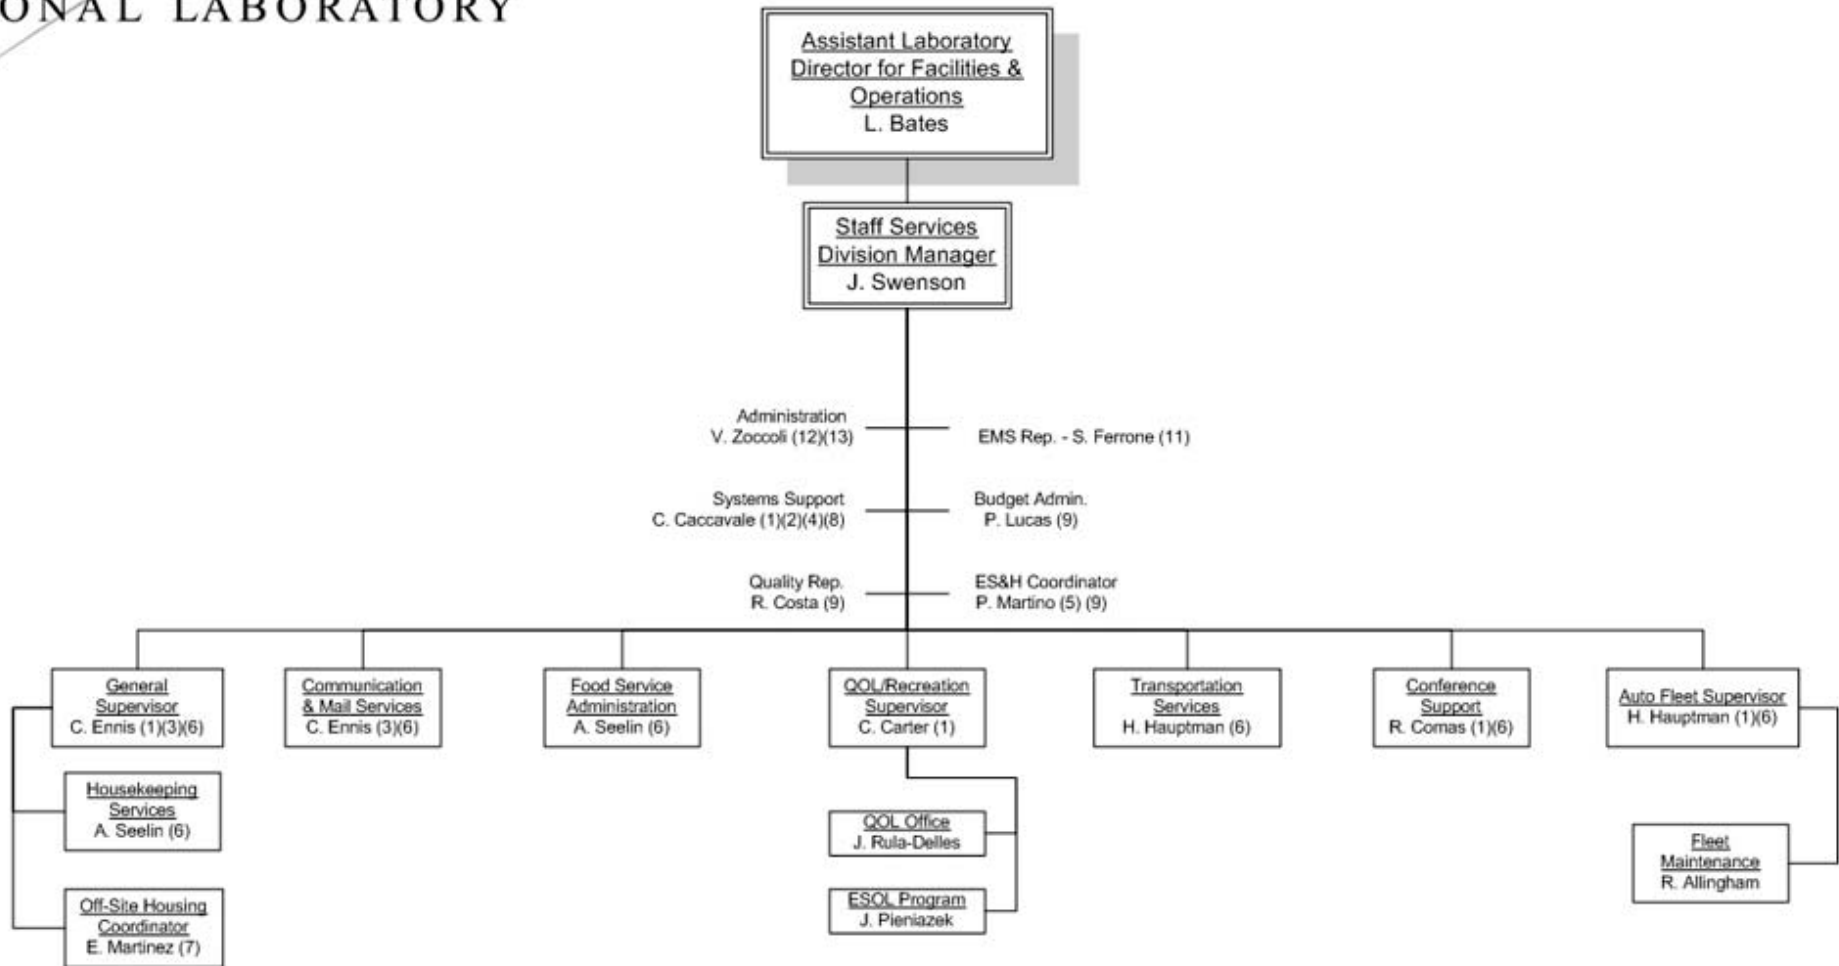 ONAL LABORATORY
Assistant Laboratory
Director for Facilities &
Operations
L. Bates
Staff Services
Division Manager
J. Swenson
Administration
V. Zoccoli (12)(13)
EMS Rep. - S. Ferrone (11)
Systems Support
C. Caccavale (1)(2)(4)(8)
Budget Admin.
P. Lucas (9)
Quality Rep.
R. Costa (9)
ES&H Coordinator
P. Martino (5) (9)
General
Supervisor
C. Ennis (1)(3)(6)
Communication
& Mail Services
C. Ennis (3)(6)
Food Service
Administration
A. Seelin (6)
QOL/Recreation
Supervisor
C. Carter (1)
Transportation
Services
H. Hauptman (6)
Conference
Support
R. Comas (1)(6)
Auto Fleet Supervisor
H. Hauptman (1)(6)
Housekeeping
Services
A. Seelin (6)
QOL Office
J. Rula-Delles
Fleet
Maintenance
R. Allingham
Off-Site Housing
Coordinator
E. Martinez (7)
ESOL Program
J. Pieniazek